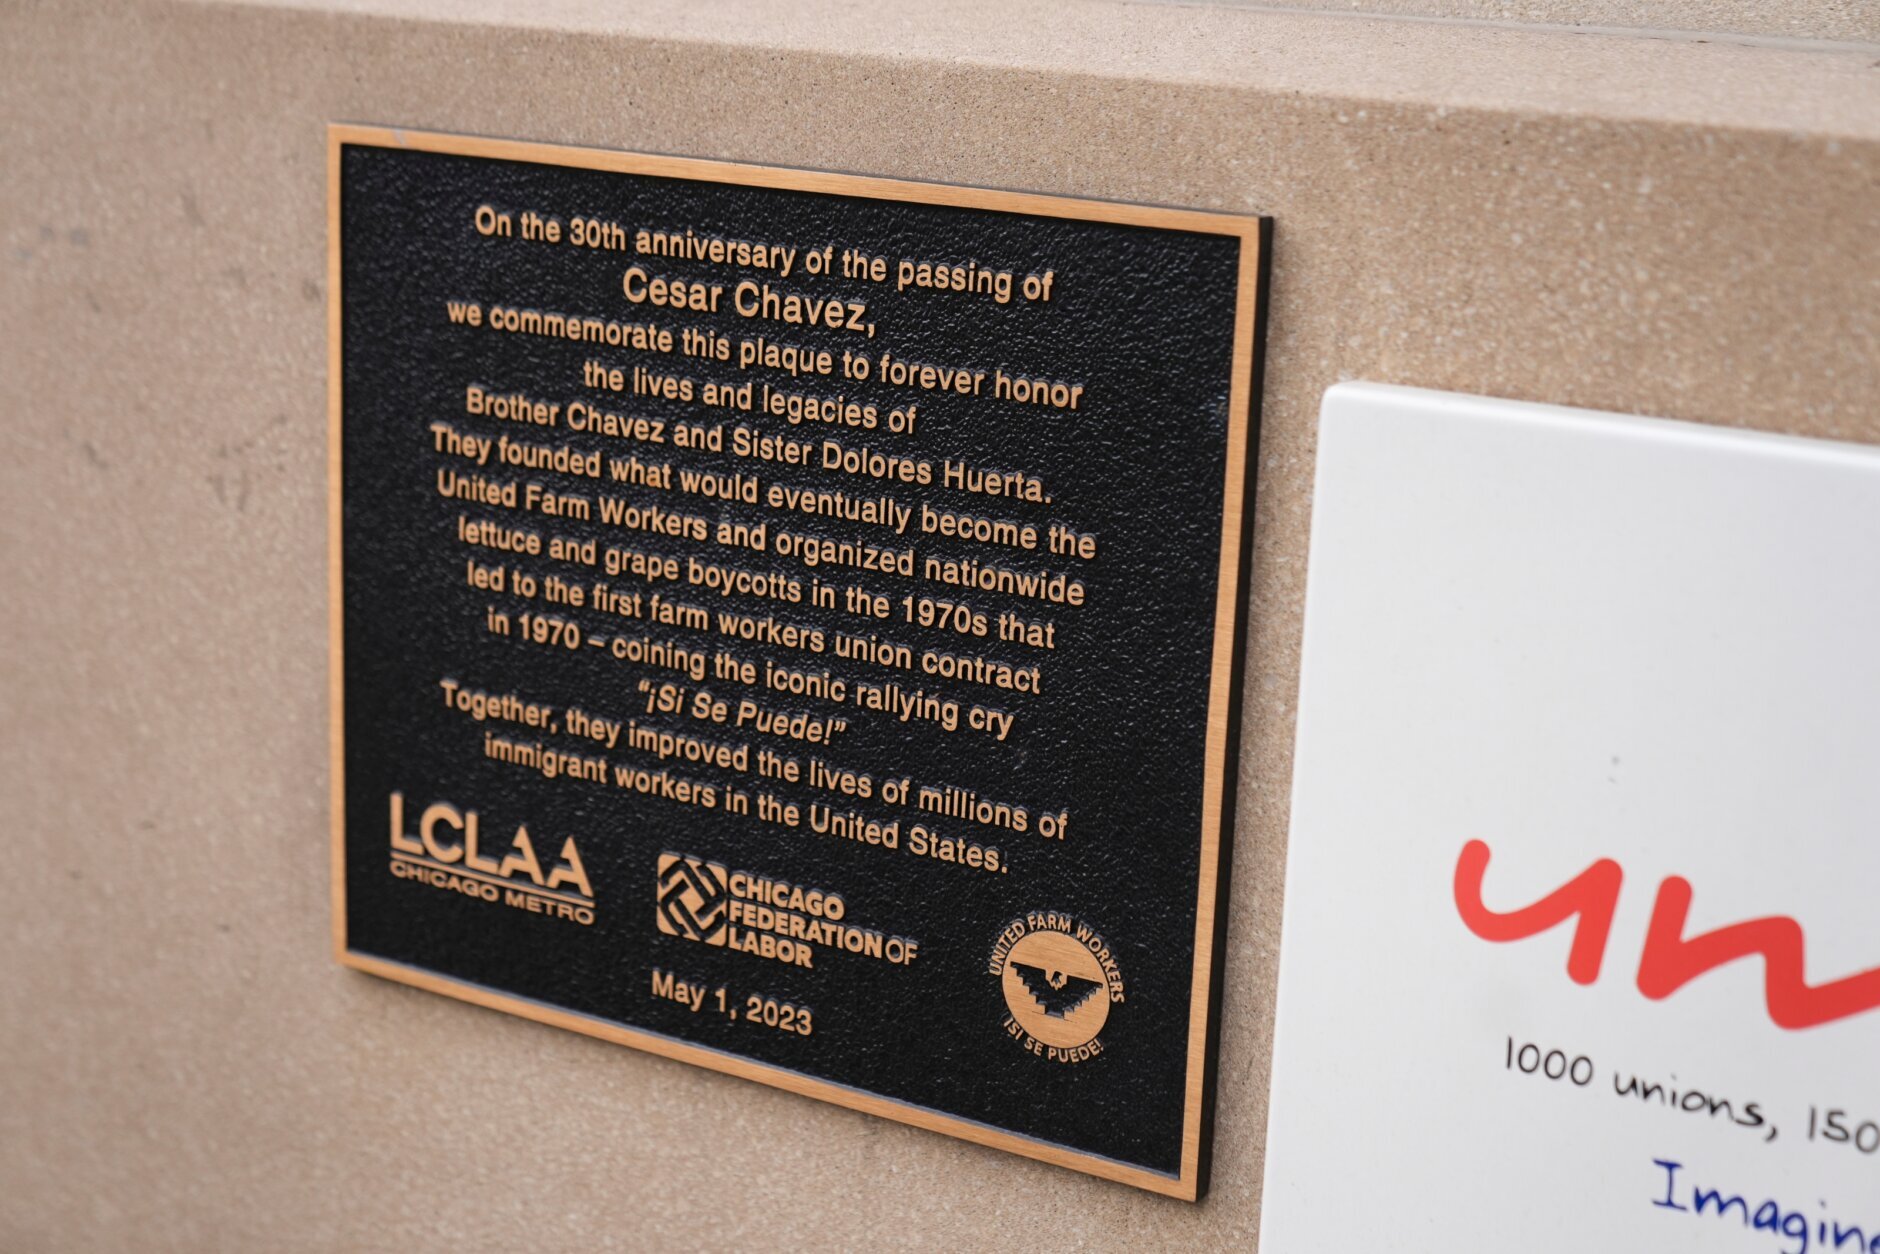 On the 30th anniversary of the passing of
Cesar Chavez,
we commemorate this plaque to forever honor
the lives and legacies of
Brother Chavez and Sister Dolores Huerta.
They founded what would eventually become the
United Farm Workers and organized nationwide
lettuce and grape boycotts in the 1970s that
led to the first farm workers union contract
in 1970 – coining the iconic rallying cry
"¡Si Se Puede!"
Together, they improved the lives of millions of
immigrant workers in the United States.
LCLAA
CHICAGO METRO
CHICAGO
FEDERATION OF
LABOR
UNITED FARM WORKERS
¡SI SE PUEDE!
May 1, 2023
un
1000 unions, 150
Imagine